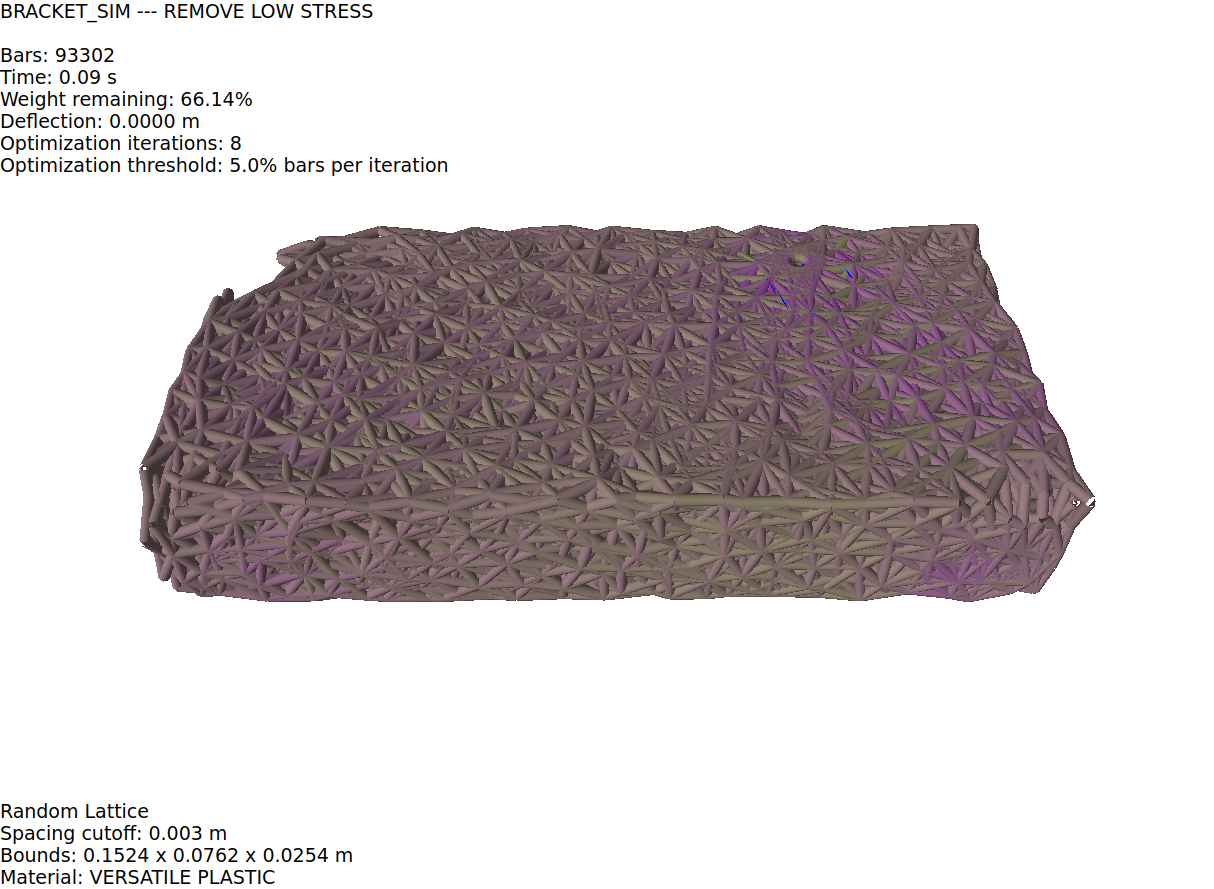 BRACKET_SIM --- REMOVE LOW STRESS
Bars: 93302
Time: 0.09 s
Weight remaining: 66.14%
Deflection: 0.0000 m
Optimization iterations: 8
Optimization threshold: 5.0% bars per iteration
Random Lattice
Spacing cutoff: 0.003 m
Bounds: 0.1524 x 0.0762 x 0.0254 m
Material: VERSATILE PLASTIC